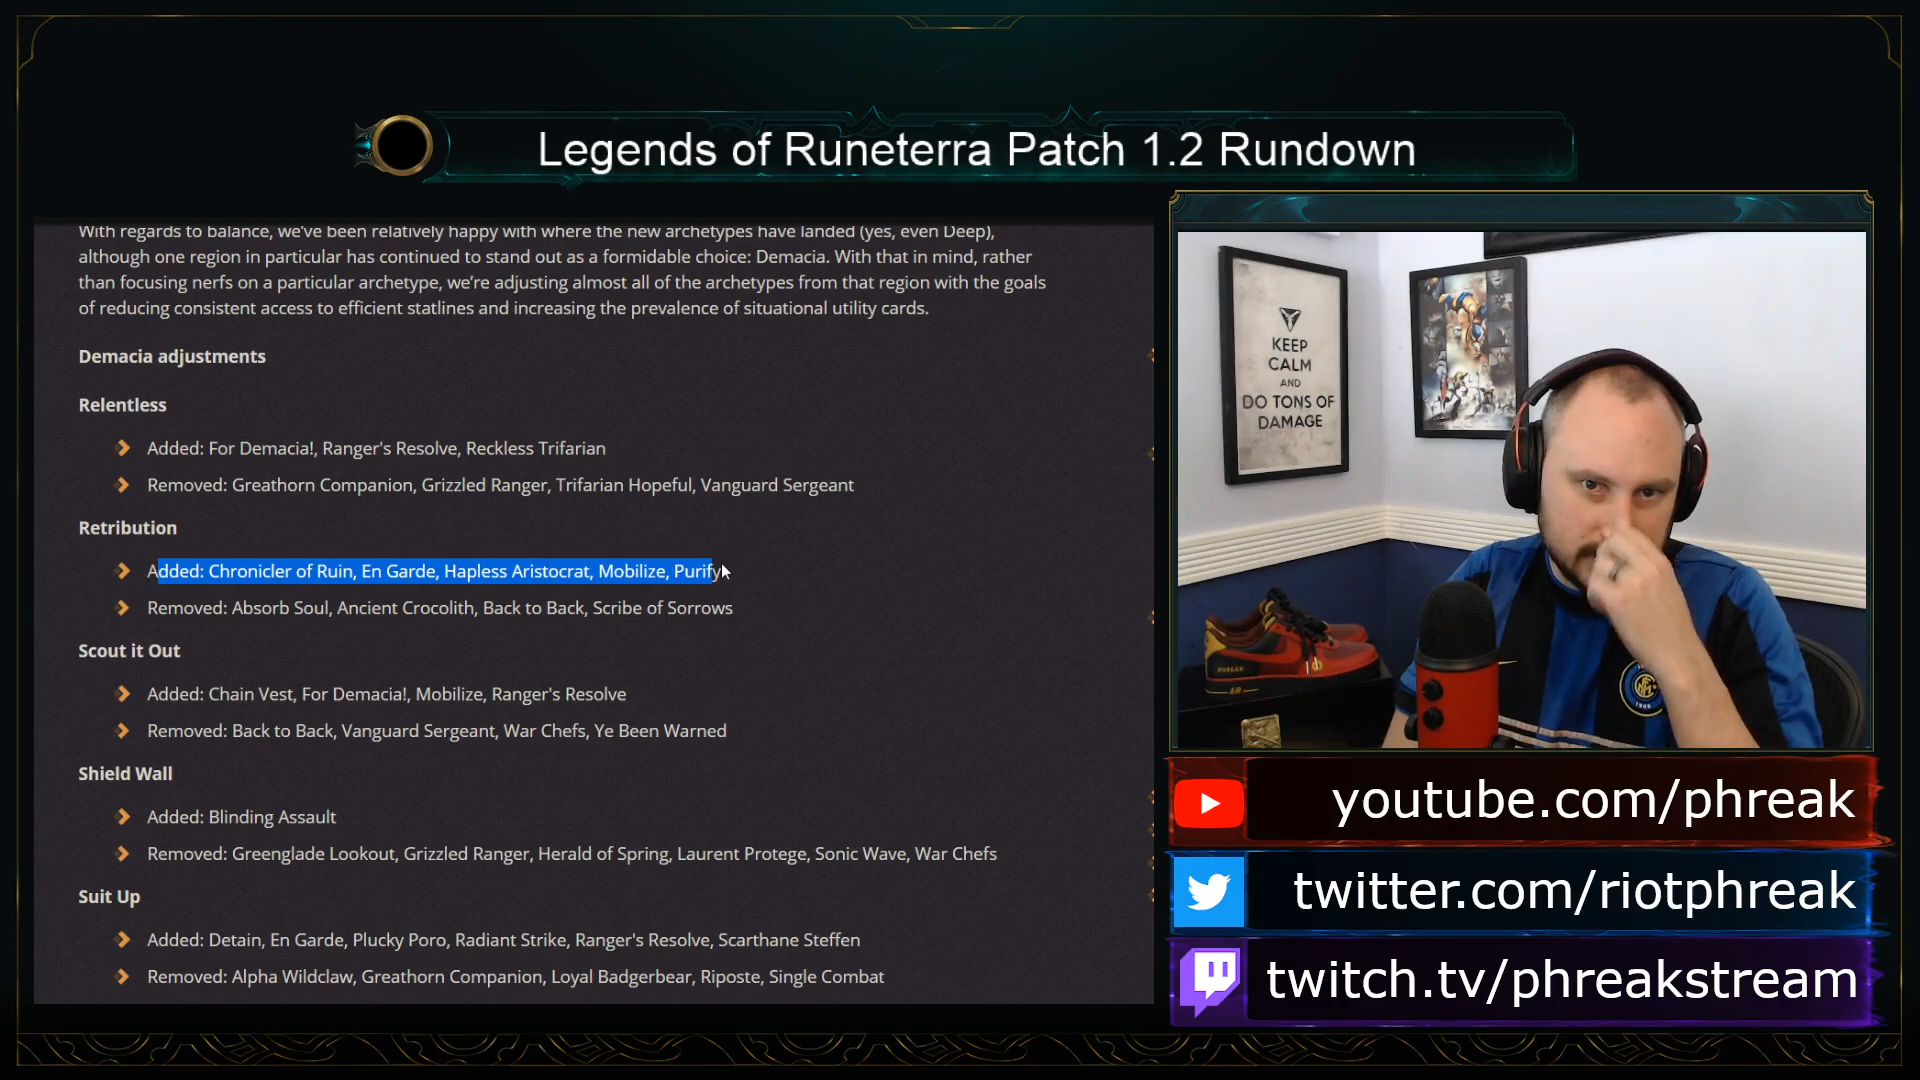 Legends of Runeterra Patch 1.2 Rundown
With regards to balance, we've been relatively happy with where the new archetypes have landed (yes, even Deep),
although one region in particular has continued to stand out as a formidable choice: Demacia. With that in mind, rather
than focusing nerfs on a particular archetype, we're adjusting almost all of the archetypes from that region with the goals
of reducing consistent access to efficient statlines and increasing the prevalence of situational utility cards.
Demacia adjustments
Relentless
Added: For Demacia!, Ranger's Resolve, Reckless Trifarian
Removed: Greathorn Companion, Grizzled Ranger, Trifarian Hopeful, Vanguard Sergeant
Retribution
Added: Chronicler of Ruin, En Garde, Hapless Aristocrat, Mobilize, Purify
Removed: Absorb Soul, Ancient Crocolith, Back to Back, Scribe of Sorrows
Scout it Out
Added: Chain Vest, For Demacia!, Mobilize, Ranger's Resolve
Removed: Back to Back, Vanguard Sergeant, War Chefs, Ye Been Warned
Shield Wall
Added: Blinding Assault
Removed: Greenglade Lookout, Grizzled Ranger, Herald of Spring, Laurent Protege, Sonic Wave, War Chefs
Suit Up
Added: Detain, En Garde, Plucky Poro, Radiant Strike, Ranger's Resolve, Scarthane Steffen
Removed: Alpha Wildclaw, Greathorn Companion, Loyal Badgerbear, Riposte, Single Combat
KEEP
CALM
AND
DO TONS OF
DAMAGE
PHREAK
AIR
youtube.com/phreak
twitter.com/riotphreak
twitch.tv/phreakstream